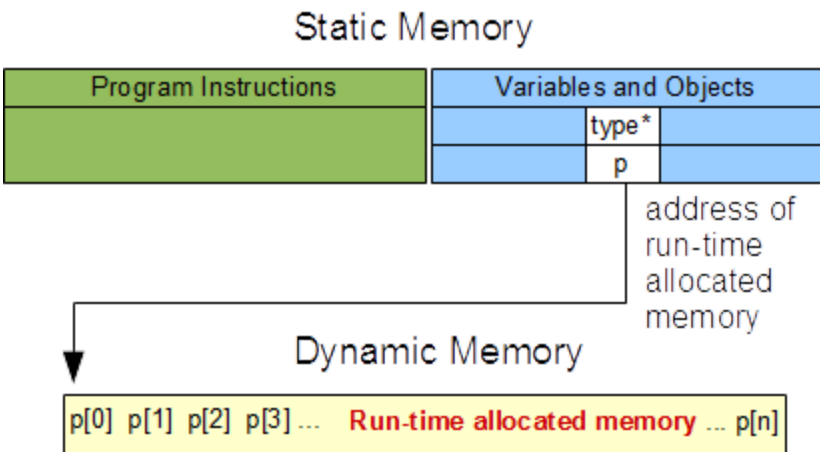 Static Memory
Program Instructions
Variables and Objects
type*
p
address of
run-time
allocated
memory
Dynamic Memory
p[0] p[1] p[2] p[3] ... Run-time allocated memory ... p[n]